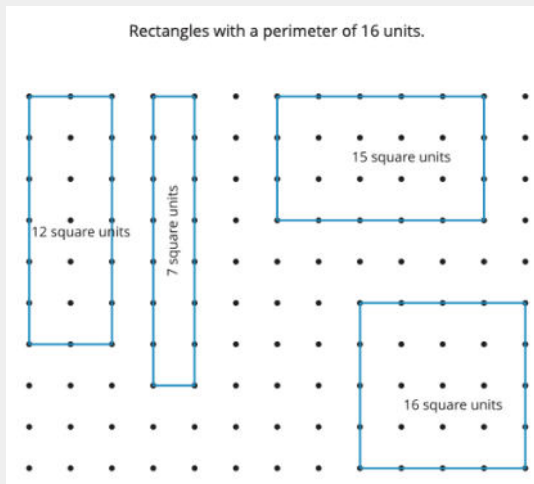 Rectangles with a perimeter of 16 units.
12 square units
7 square units
15 square units
16 square units